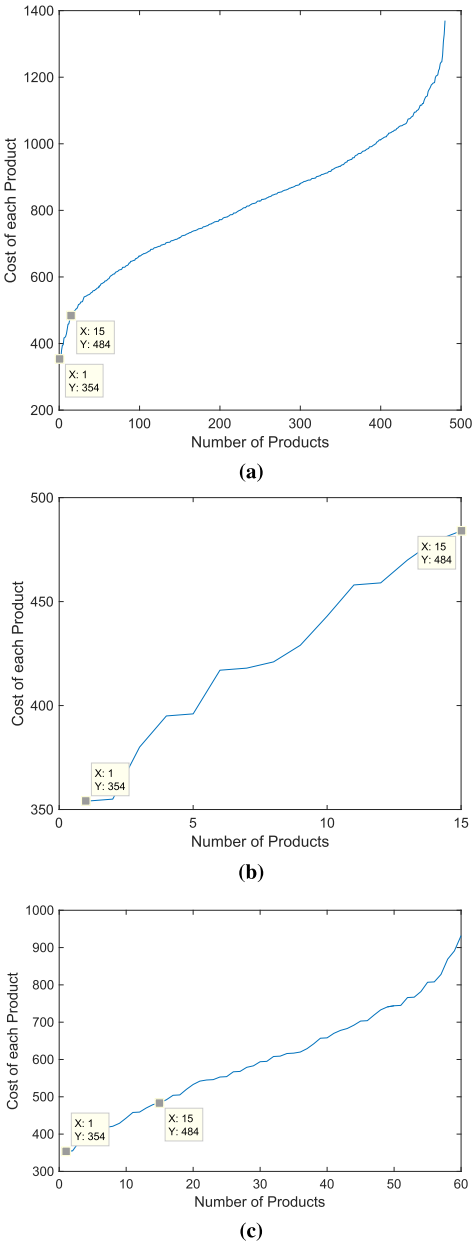 1400
1200
1000
800
600
400
200
Cost of each Product
X: 15
Y: 484
X: 1
Y: 354
0
100
200
300
400
500
Number of Products
(a)
500
450
400
350
Cost of each Product
X: 15
Y: 484
X: 1
Y: 354
0
5
10
15
Number of Products
(b)
1000
900
800
700
600
500
400
300
Cost of each Product
X: 1
Y: 354
X: 15
Y: 484
0
10
20
30
40
50
60
Number of Products
(c)